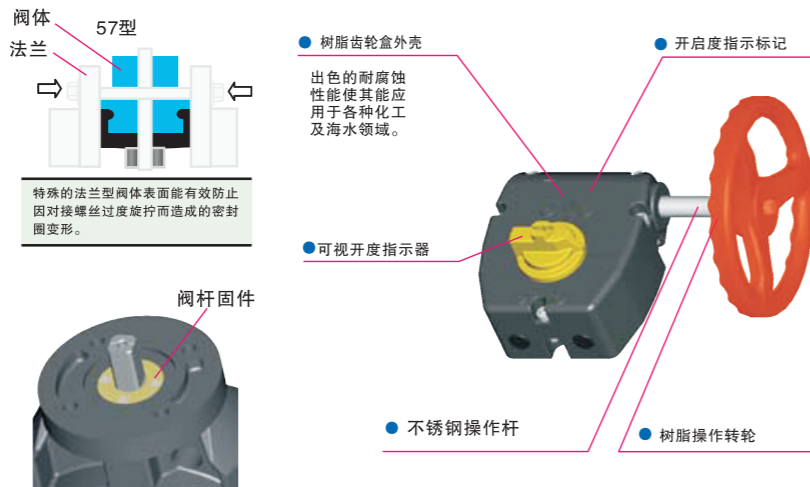 阀体
57型
法兰
特殊的法兰型阀体表面能有效防止
因对接螺丝过度旋拧而造成的密封
圈变形。
阀杆固件
树脂齿轮盒外壳
出色的耐腐蚀
性能使其能应
用于各种化工
及海水领域。
开启度指示标记
可视开度指示器
不锈钢操作杆
树脂操作转轮